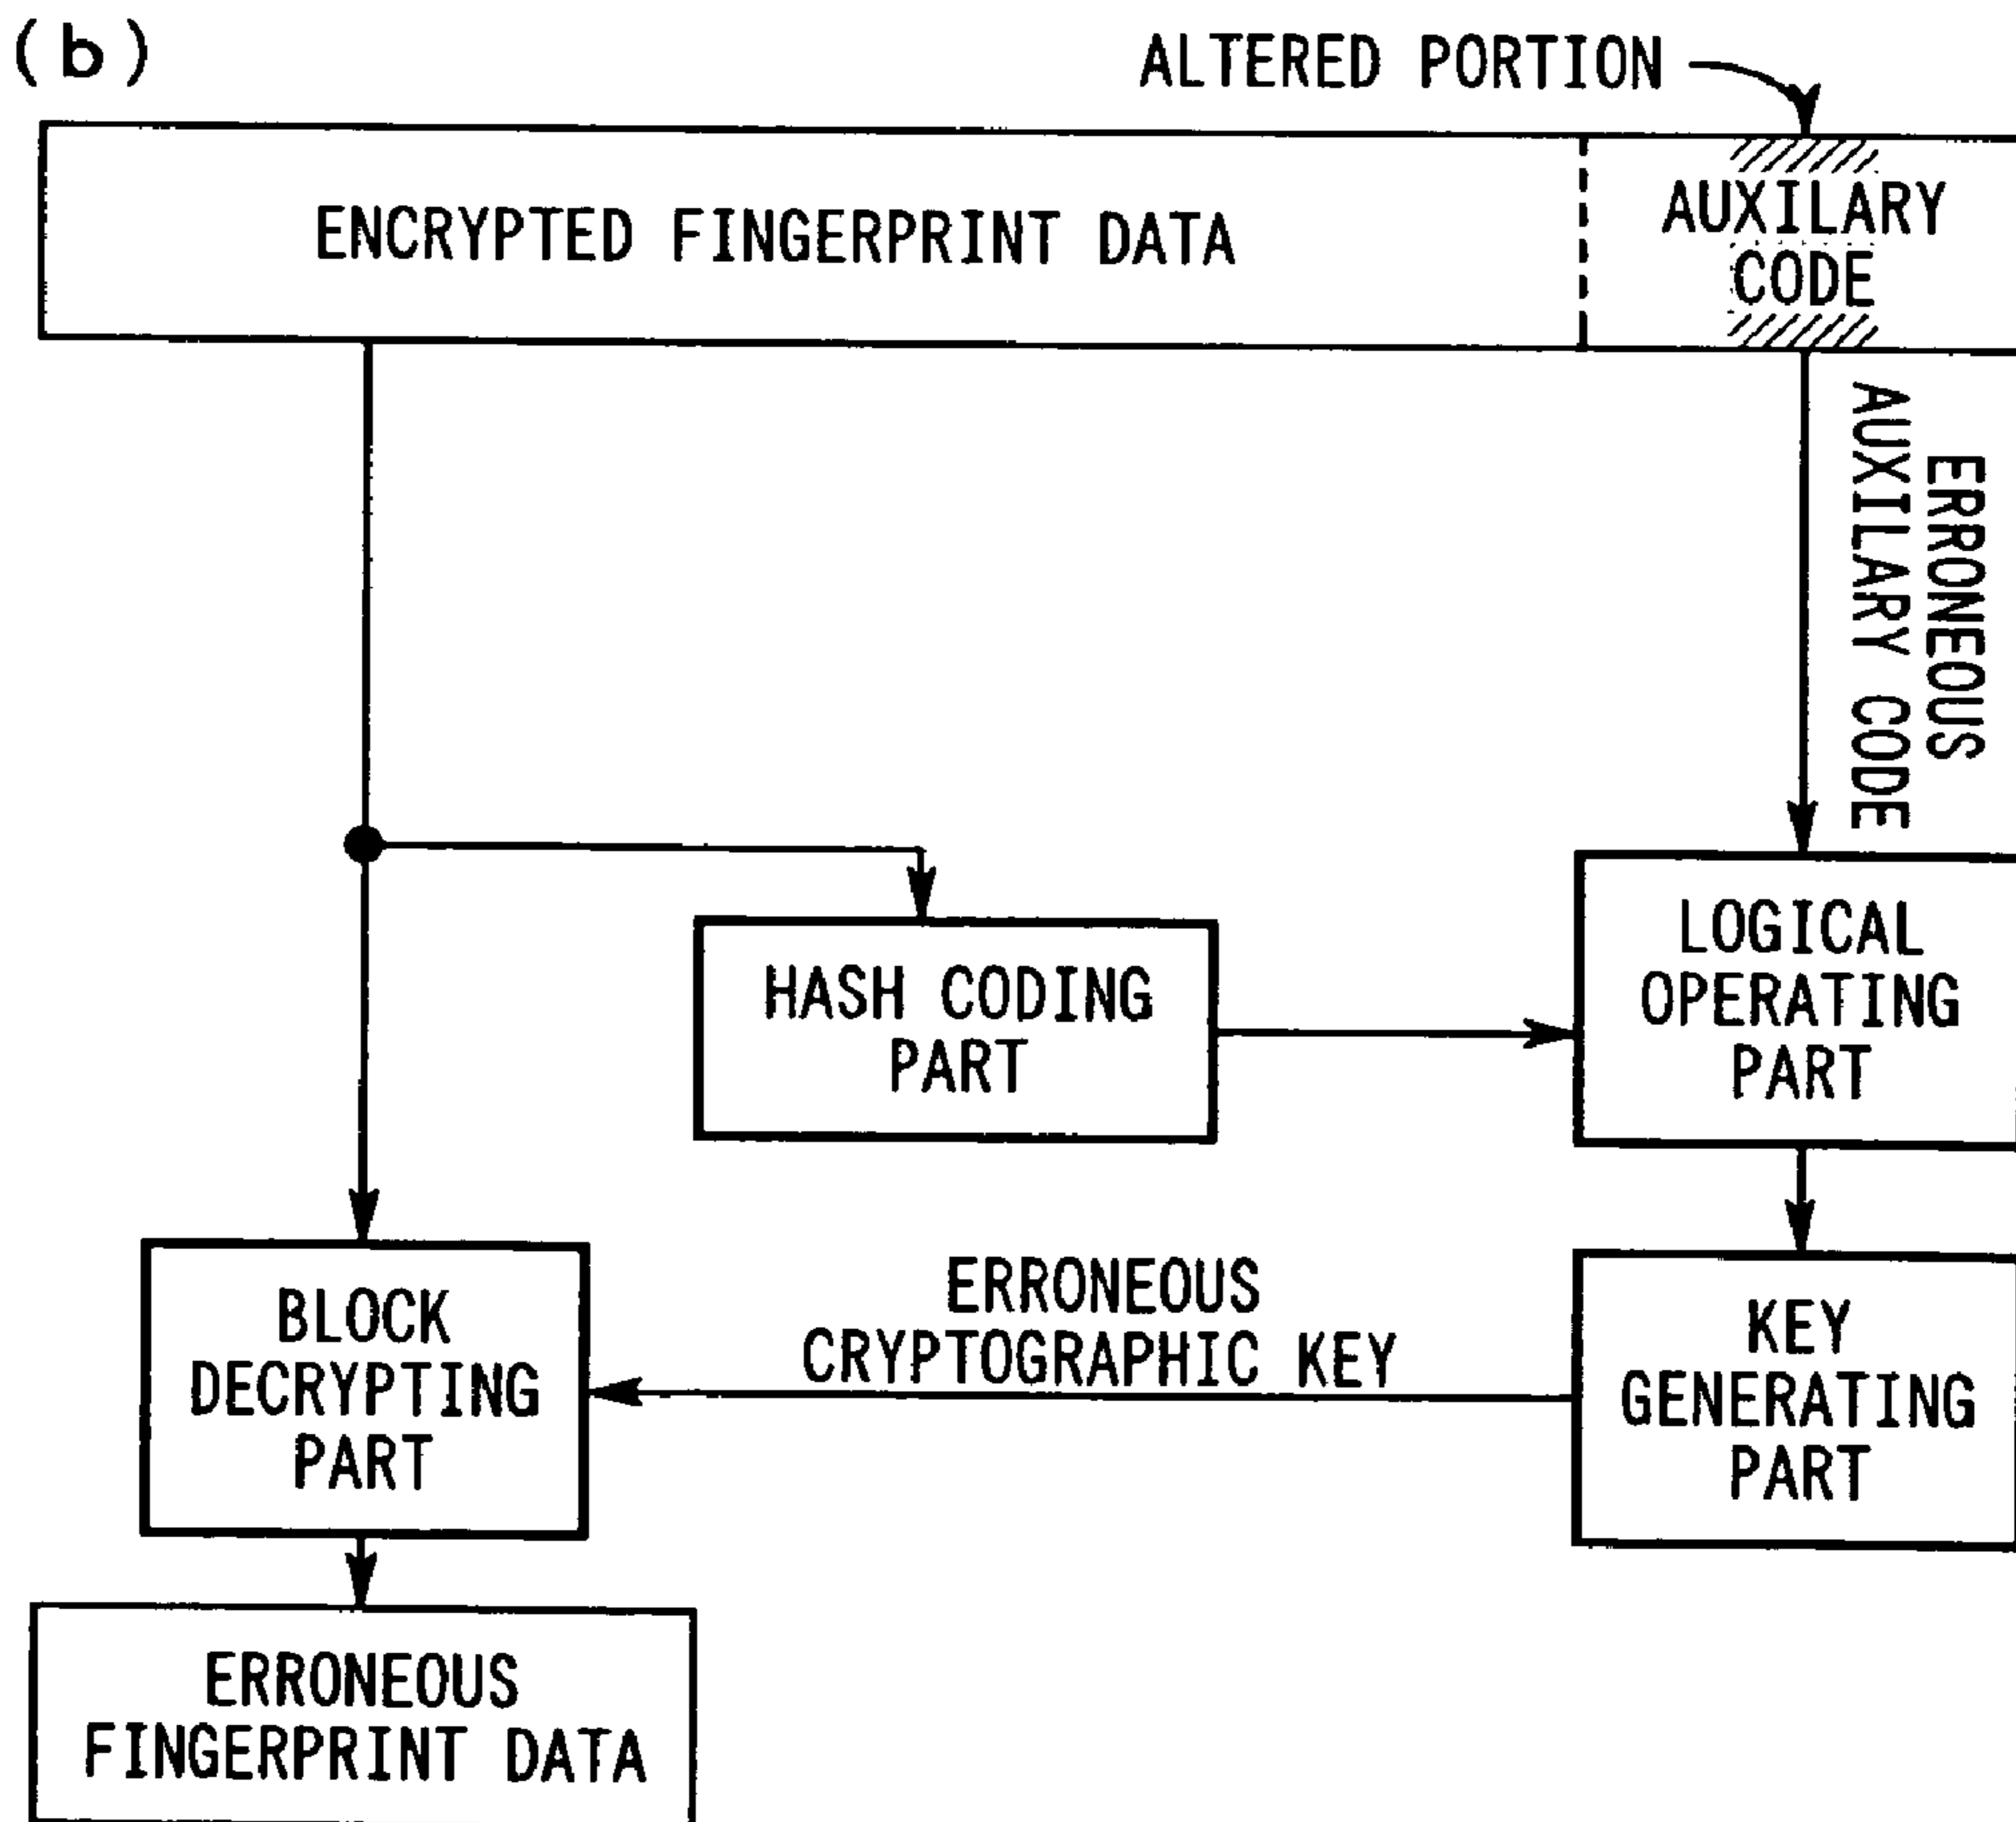 (b)
ALTERED PORTION
ENCRYPTED FINGERPRINT DATA
AUXILARY
CODE
ERRONEOUS
AUXILARY CODE
HASH CODING
PART
LOGICAL
OPERATING
PART
BLOCK
DECRYPTING
PART
ERRONEOUS
CRYPTOGRAPHIC KEY
KEY
GENERATING
PART
ERRONEOUS
FINGERPRINT DATA